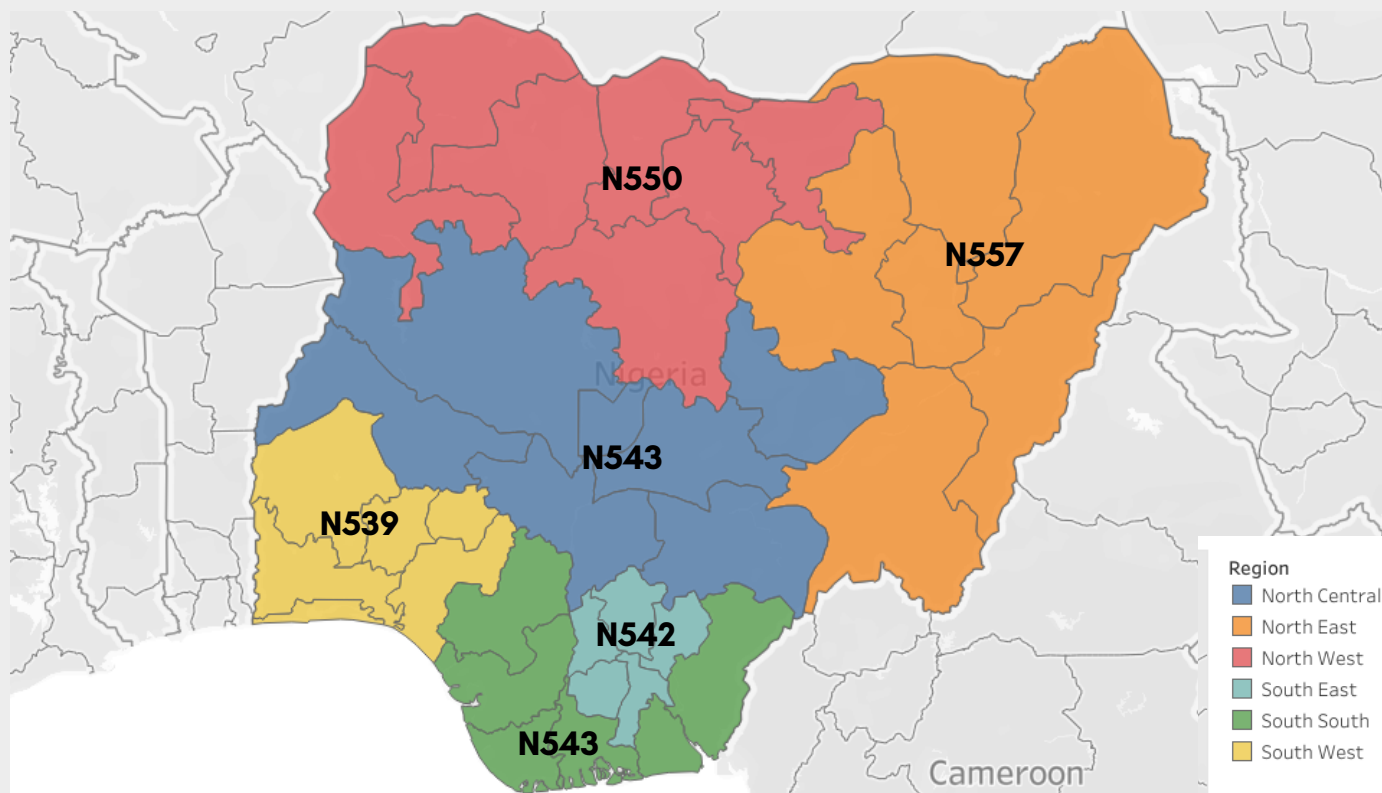 N550
N557
Nigeria
N543
N539
N542
N543
Cameroon
Region
North Central
North East
North West
South East
South South
South West